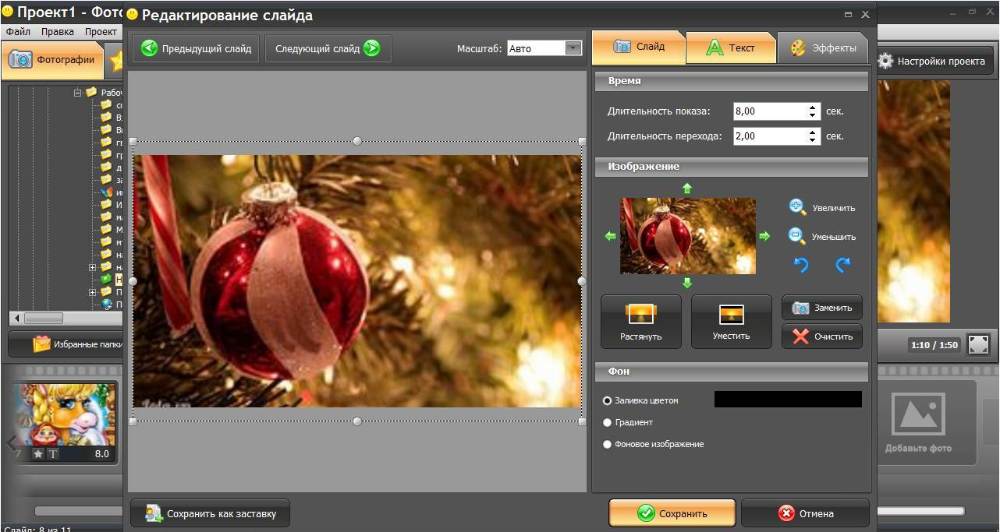 Проект1 - Фото
Редактирование слайда
Файл Правка Проект
Фотографии
Предыдущий слайд
Следующий слайд
Масштаб: Авто
Слайд
Текст
Эффекты
Настройки проекта
Время
Длительность показа: 8,00 сек.
Длительность перехода: 2,00 сек.
Изображение
Увеличить
Уменьшить
Растянуть
Уместить
Заменить
Очистить
Избранные папки
1:10 / 1:50
Фон
Заливка цветом
Градиент
Фоновое изображение
7 T 8.0
Добавьте фото
Сохранить как заставку
Сохранить
Отмена
Слайд: 8 из 11